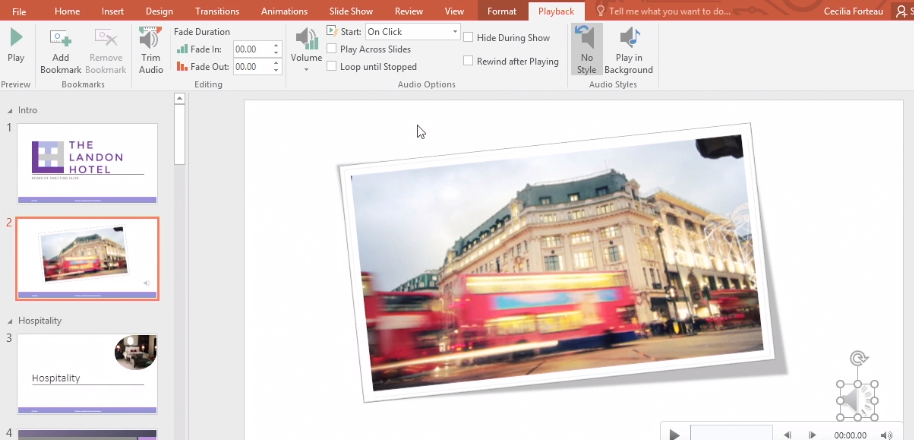 File Home Insert Design Transitions Animations Slide Show Review View Format Playback Tell me what you want to do... Cecilia Forteau S
Play
Preview
Add Bookmark
Remove Bookmark
Bookmarks
Trim Audio
Fade Duration
Fade In: 00.00
Fade Out: 00.00
Editing
Volume
Start: On Click
Play Across Slides
Loop until Stopped
Hide During Show
Rewind after Playing
Audio Options
No Style
Play in Background
Audio Styles
Intro
1
THE
LANDON
HOTEL
2
Hospitality
3
Hospitality
4
00:00.00